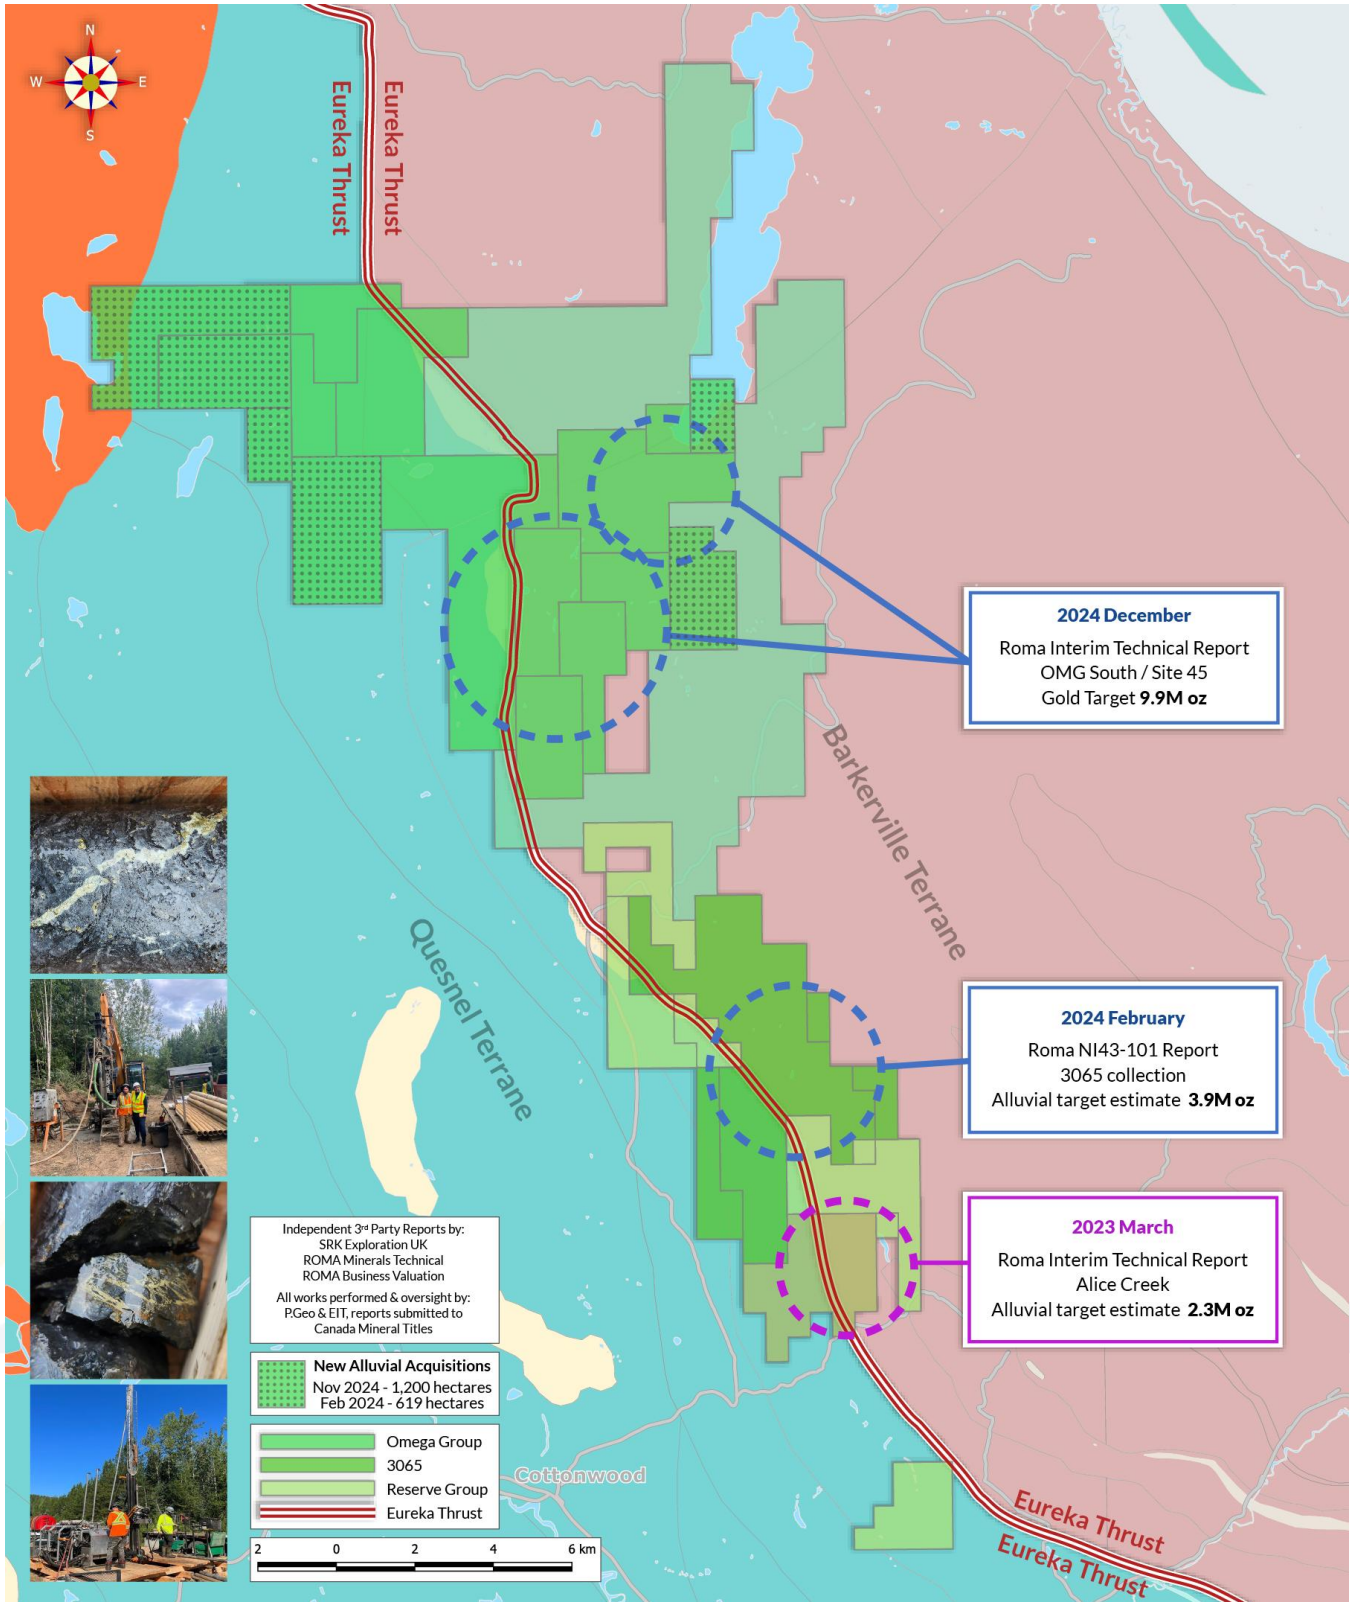 N
W
E
S
Eureka Thrust
Eureka Thrust
2024 December
Roma Interim Technical Report
OMG South / Site 45
Gold Target 9.9M oz
Barkerville Terrane
Quesnel Terrane
2024 February
Roma NI43-101 Report
3065 collection
Alluvial target estimate 3.9M oz
2023 March
Roma Interim Technical Report
Alice Creek
Alluvial target estimate 2.3M oz
Independent 3rd Party Reports by:
SRK Exploration UK
ROMA Minerals Technical
ROMA Business Valuation
All works performed & oversight by:
P.Geo & EIT, reports submitted to
Canada Mineral Titles
New Alluvial Acquisitions
Nov 2024 - 1,200 hectares
Feb 2024 - 619 hectares
Omega Group
3065
Reserve Group
Eureka Thrust
Cottonwood
2 0 2 4 6 km
Eureka Thrust
Eureka Thrust